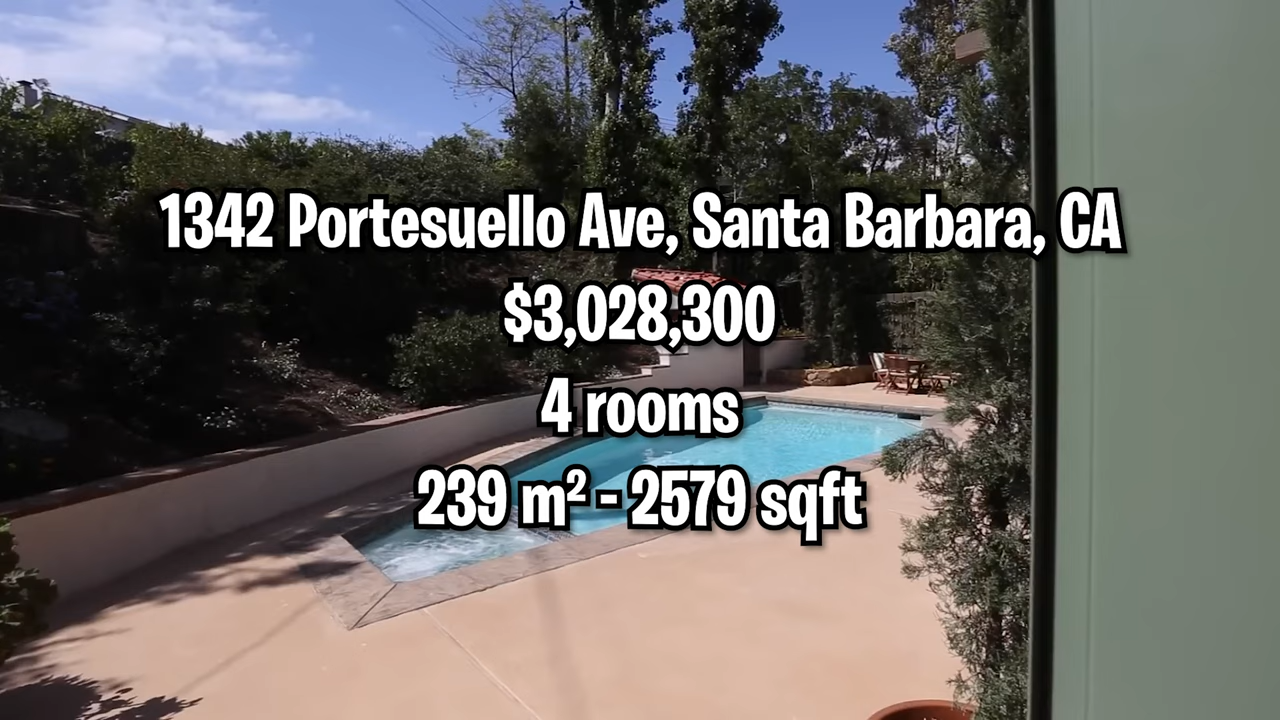 1342 Portesuello Ave, Santa Barbara, CA
$3,028,300
4 rooms
239 m² - 2579 sqft